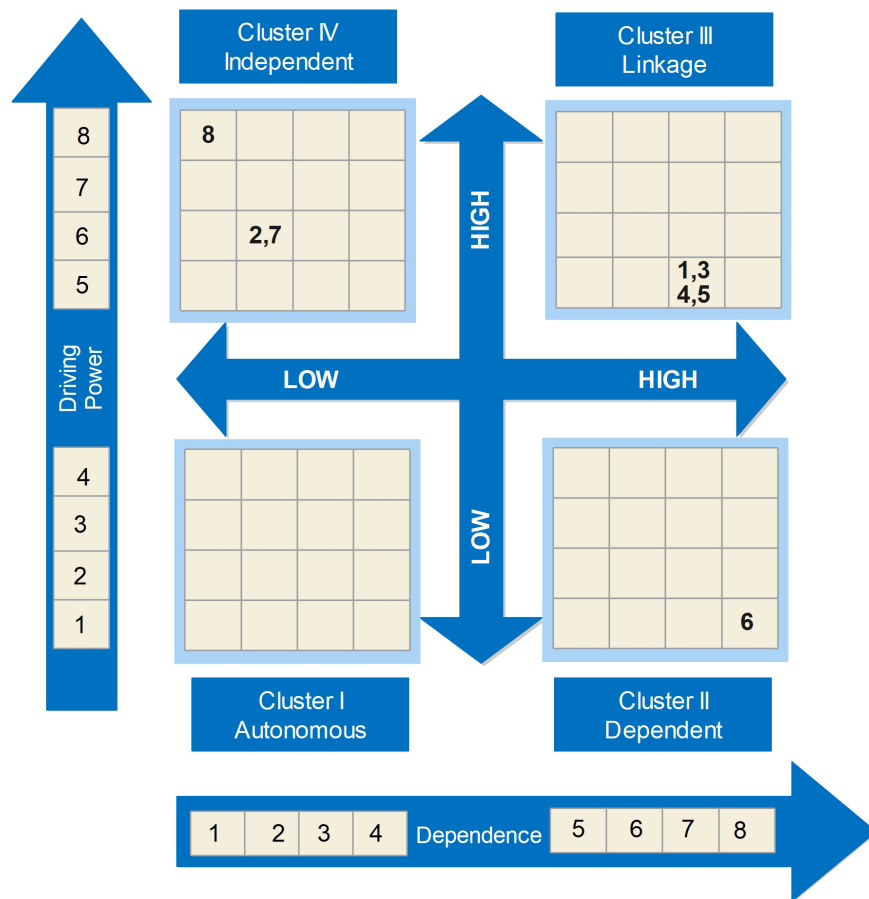 Cluster IV
Independent
Cluster III
Linkage
8
7
6
5
Driving
Power
4
3
2
1
8
2,7
HIGH
1,3
4,5
LOW
HIGH
LOW
6
Cluster I
Autonomous
Cluster II
Dependent
1 2 3 4 Dependence 5 6 7 8